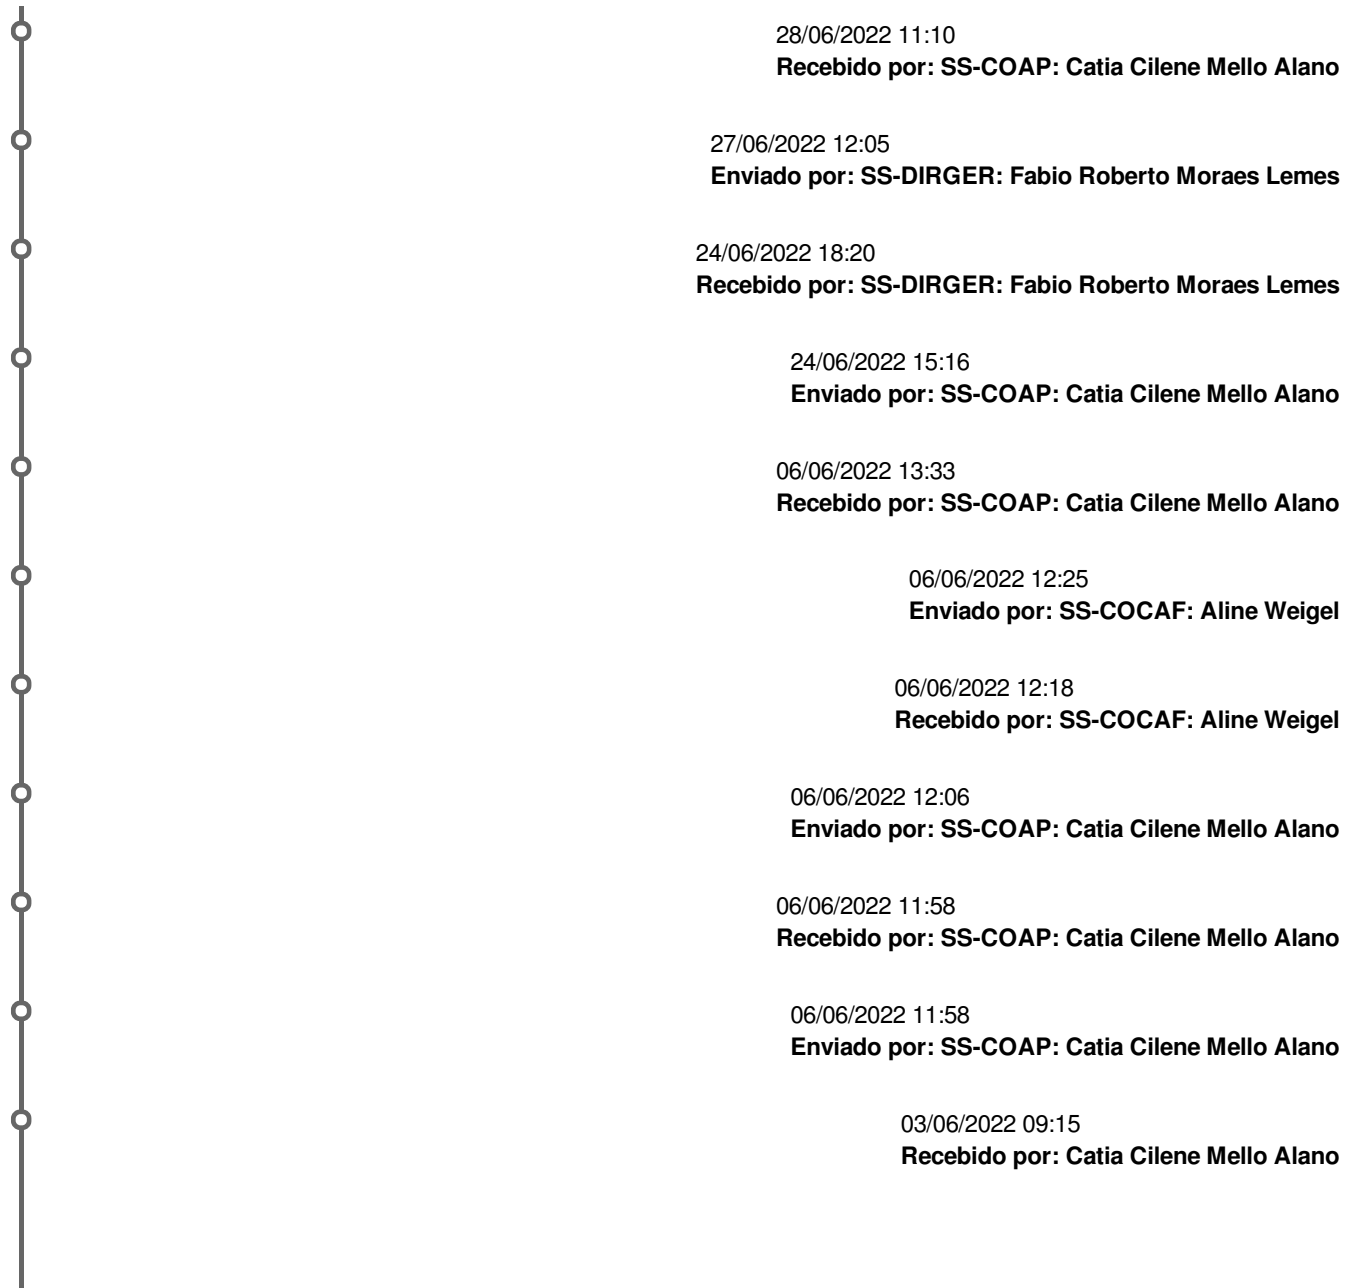 28/06/2022 11:10
Recebido por: SS-COAP: Catia Cilene Mello Alano
27/06/2022 12:05
Enviado por: SS-DIRGER: Fabio Roberto Moraes Lemes
24/06/2022 18:20
Recebido por: SS-DIRGER: Fabio Roberto Moraes Lemes
24/06/2022 15:16
Enviado por: SS-COAP: Catia Cilene Mello Alano
06/06/2022 13:33
Recebido por: SS-COAP: Catia Cilene Mello Alano
06/06/2022 12:25
Enviado por: SS-COCAF: Aline Weigel
06/06/2022 12:18
Recebido por: SS-COCAF: Aline Weigel
06/06/2022 12:06
Enviado por: SS-COAP: Catia Cilene Mello Alano
06/06/2022 11:58
Recebido por: SS-COAP: Catia Cilene Mello Alano
06/06/2022 11:58
Enviado por: SS-COAP: Catia Cilene Mello Alano
03/06/2022 09:15
Recebido por: Catia Cilene Mello Alano